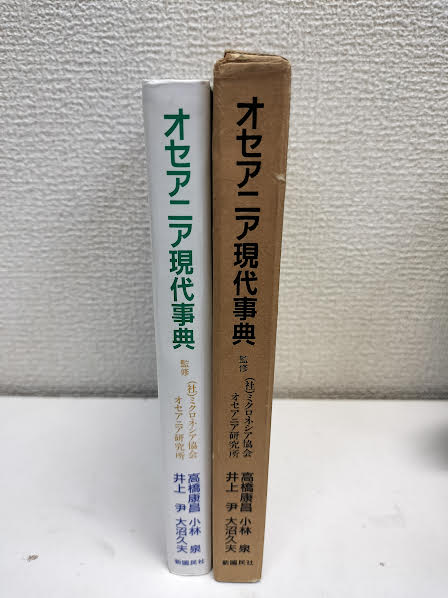 オセアニア現代事典
監修
(社)ミクロネシア協会
オセアニア研究所
高橋康昌 小林 泉
井上 尹 大沼久夫
新國民社
オセアニア現代事典
監修
(社)ミクロネシア協会
オセアニア研究所
高橋康昌 小林 泉
井上 尹 大沼久夫
新國民社